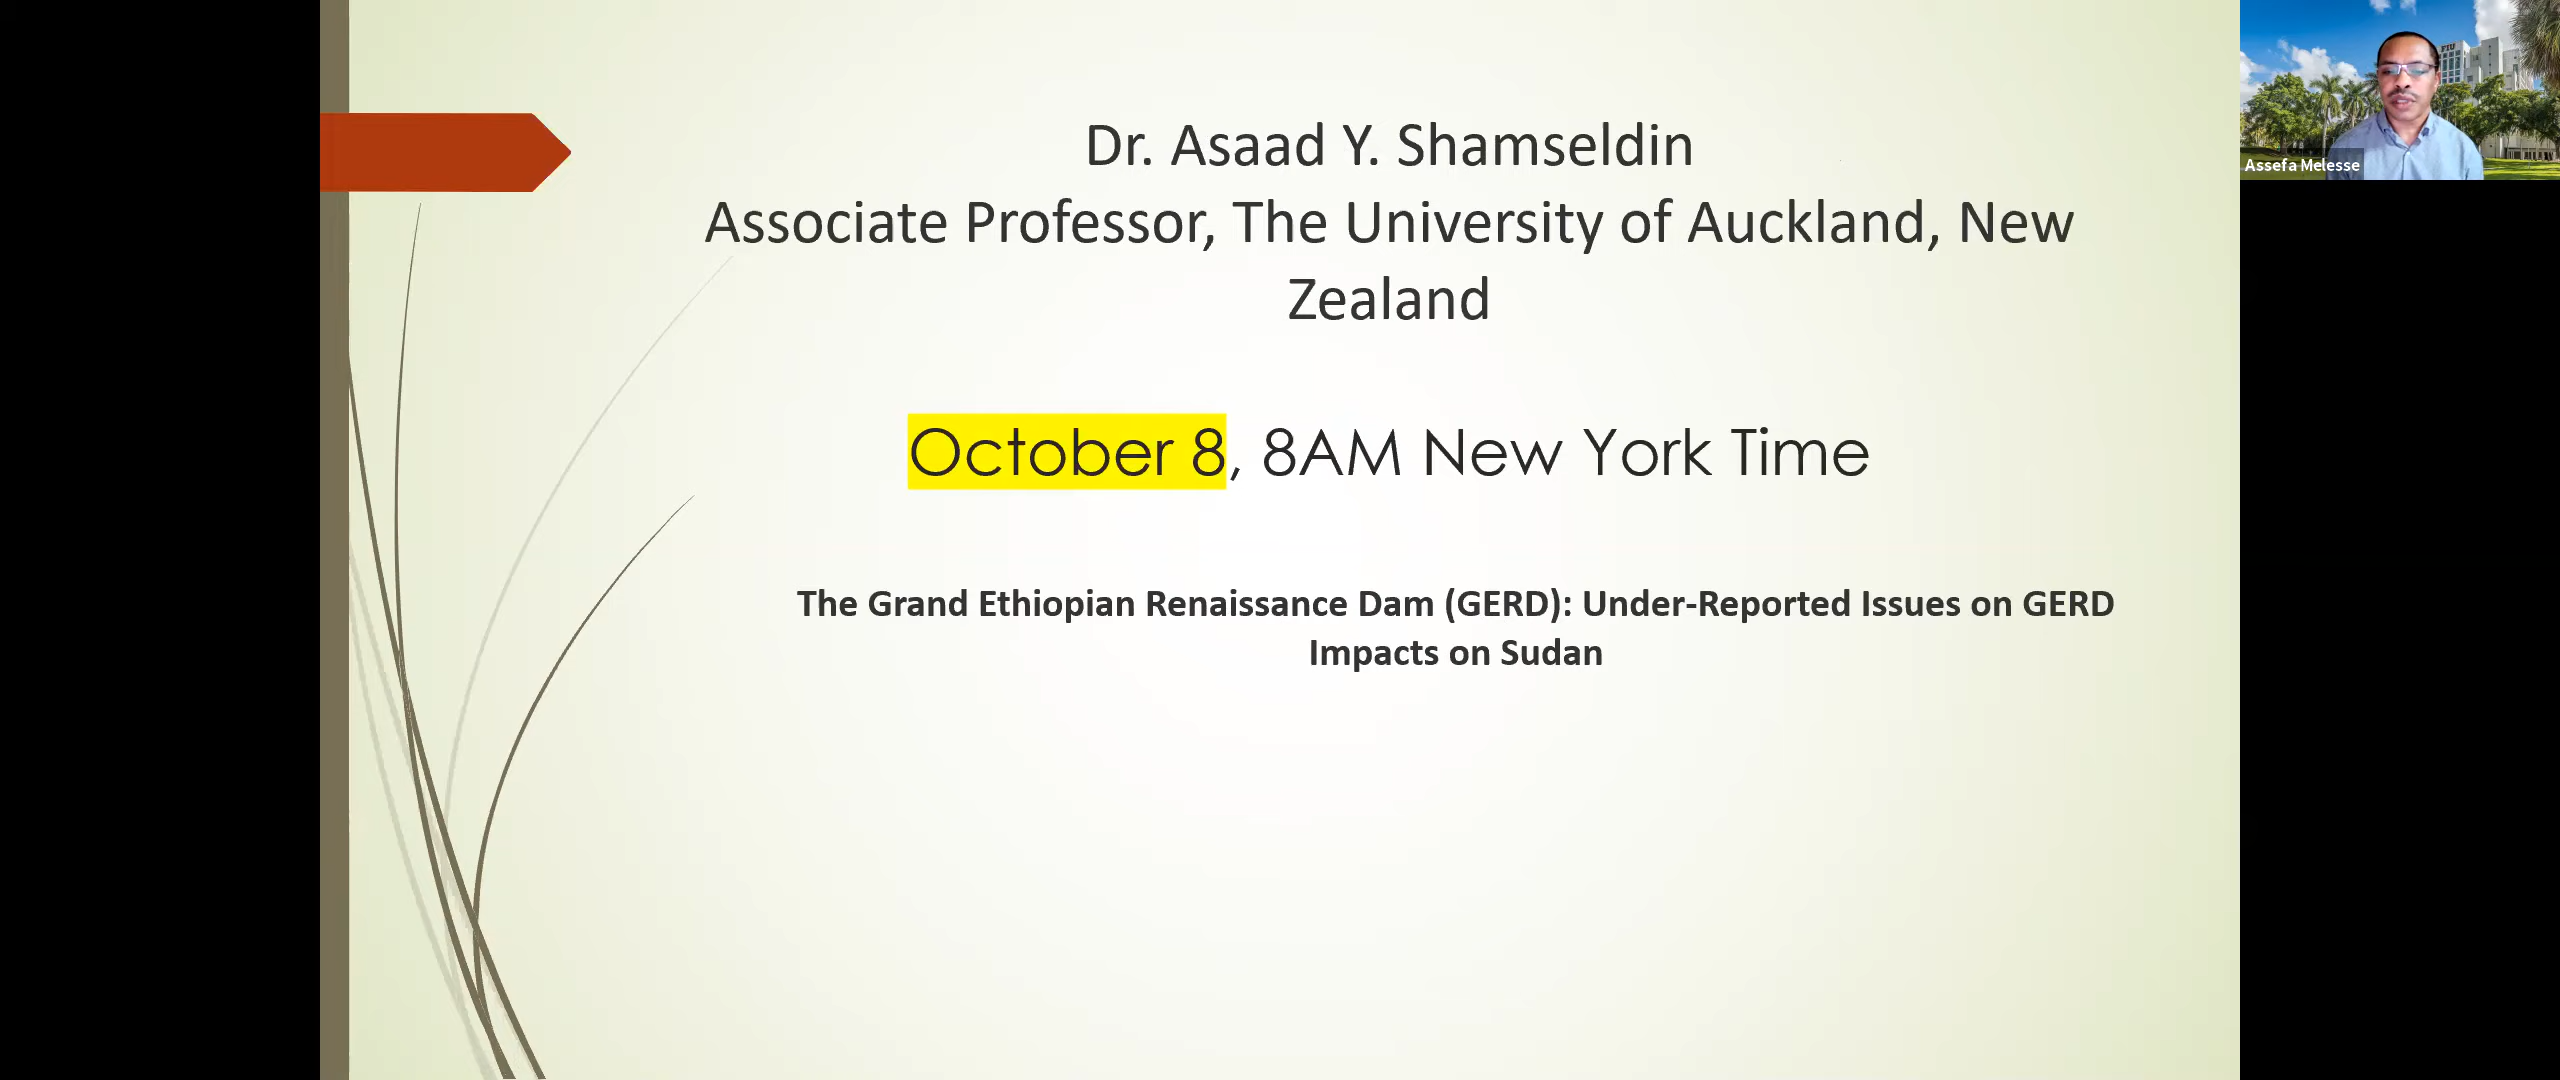 Dr. Asaad Y. Shamseldin
Associate Professor, The University of Auckland, New
Zealand
October 8, 8AM New York Time
The Grand Ethiopian Renaissance Dam (GERD): Under-Reported Issues on GERD
Impacts on Sudan
FIU
Assefa Melesse